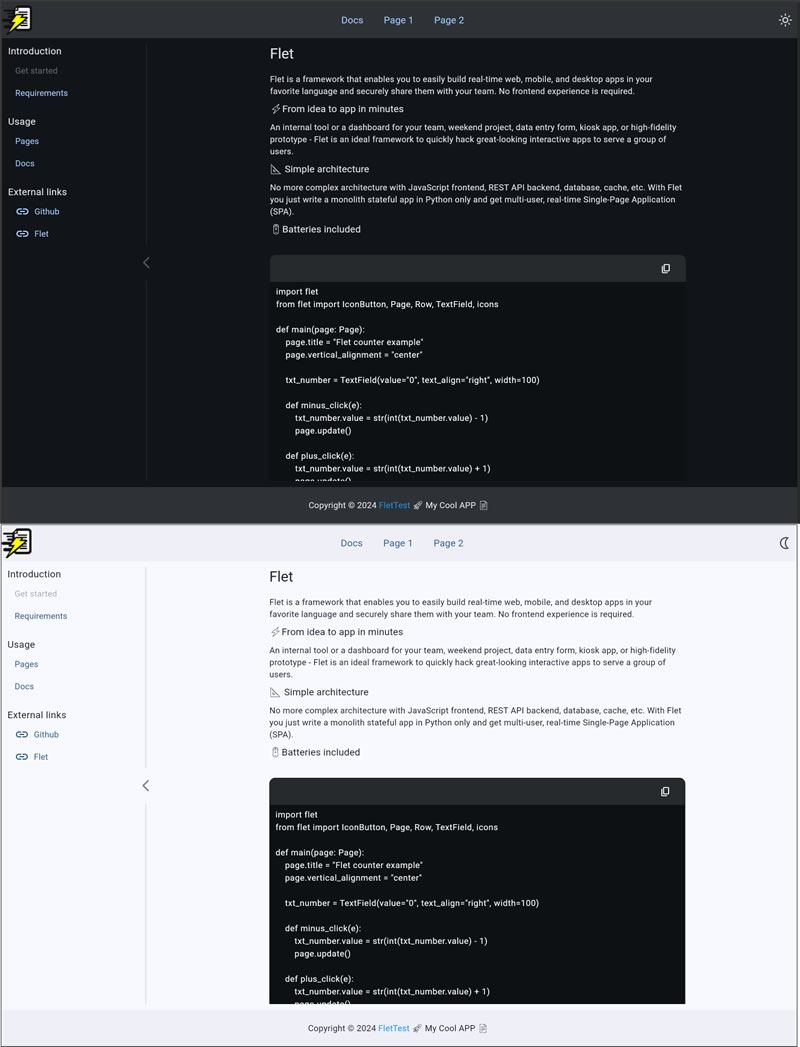 Docs Page 1 Page 2
Introduction
Get started
Requirements
Usage
Pages
Docs
External links
Github
Flet
Flet
Flet is a framework that enables you to easily build real-time web, mobile, and desktop apps in your
favorite language and securely share them with your team. No frontend experience is required.
From idea to app in minutes
An internal tool or a dashboard for your team, weekend project, data entry form, kiosk app, or high-fidelity
prototype - Flet is an ideal framework to quickly hack great-looking interactive apps to serve a group of
users.
Simple architecture
No more complex architecture with JavaScript frontend, REST API backend, database, cache, etc. With Flet
you just write a monolith stateful app in Python only and get multi-user, real-time Single-Page Application
(SPA).
Batteries included
import flet
from flet import IconButton, Page, Row, TextField, icons
def main(page: Page):
page.title = "Flet counter example"
page.vertical_alignment = "center"
txt_number = TextField(value="0", text_align="right", width=100)
def minus_click(e):
txt_number.value = str(int(txt_number.value) - 1)
page.update()
def plus_click(e):
txt_number.value = str(int(txt_number.value) + 1)
page.update()
Copyright © 2024 FletTest 🚀 My Cool APP
Docs Page 1 Page 2
Introduction
Get started
Requirements
Usage
Pages
Docs
External links
Github
Flet
Flet
Flet is a framework that enables you to easily build real-time web, mobile, and desktop apps in your
favorite language and securely share them with your team. No frontend experience is required.
From idea to app in minutes
An internal tool or a dashboard for your team, weekend project, data entry form, kiosk app, or high-fidelity
prototype - Flet is an ideal framework to quickly hack great-looking interactive apps to serve a group of
users.
Simple architecture
No more complex architecture with JavaScript frontend, REST API backend, database, cache, etc. With Flet
you just write a monolith stateful app in Python only and get multi-user, real-time Single-Page Application
(SPA).
Batteries included
import flet
from flet import IconButton, Page, Row, TextField, icons
def main(page: Page):
page.title = "Flet counter example"
page.vertical_alignment = "center"
txt_number = TextField(value="0", text_align="right", width=100)
def minus_click(e):
txt_number.value = str(int(txt_number.value) - 1)
page.update()
def plus_click(e):
txt_number.value = str(int(txt_number.value) + 1)
page.update()
Copyright © 2024 FletTest 🚀 My Cool APP